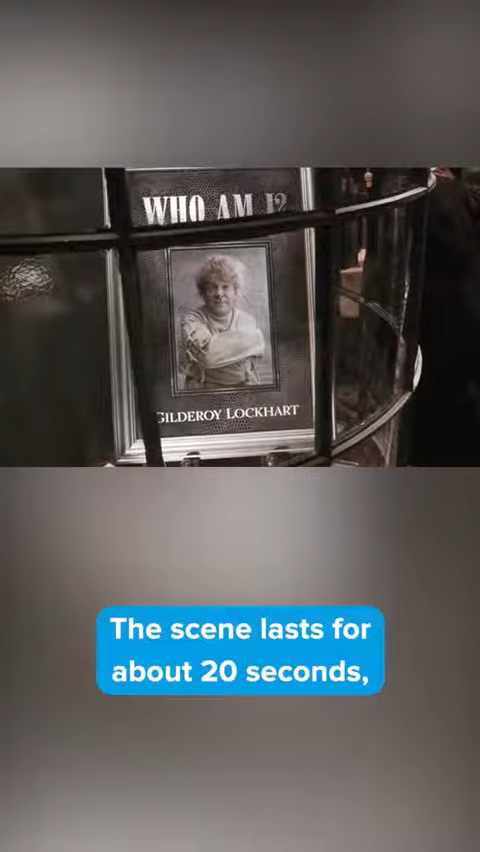 WHO AM I?
GILDEROY LOCKHART
The scene lasts for
about 20 seconds,